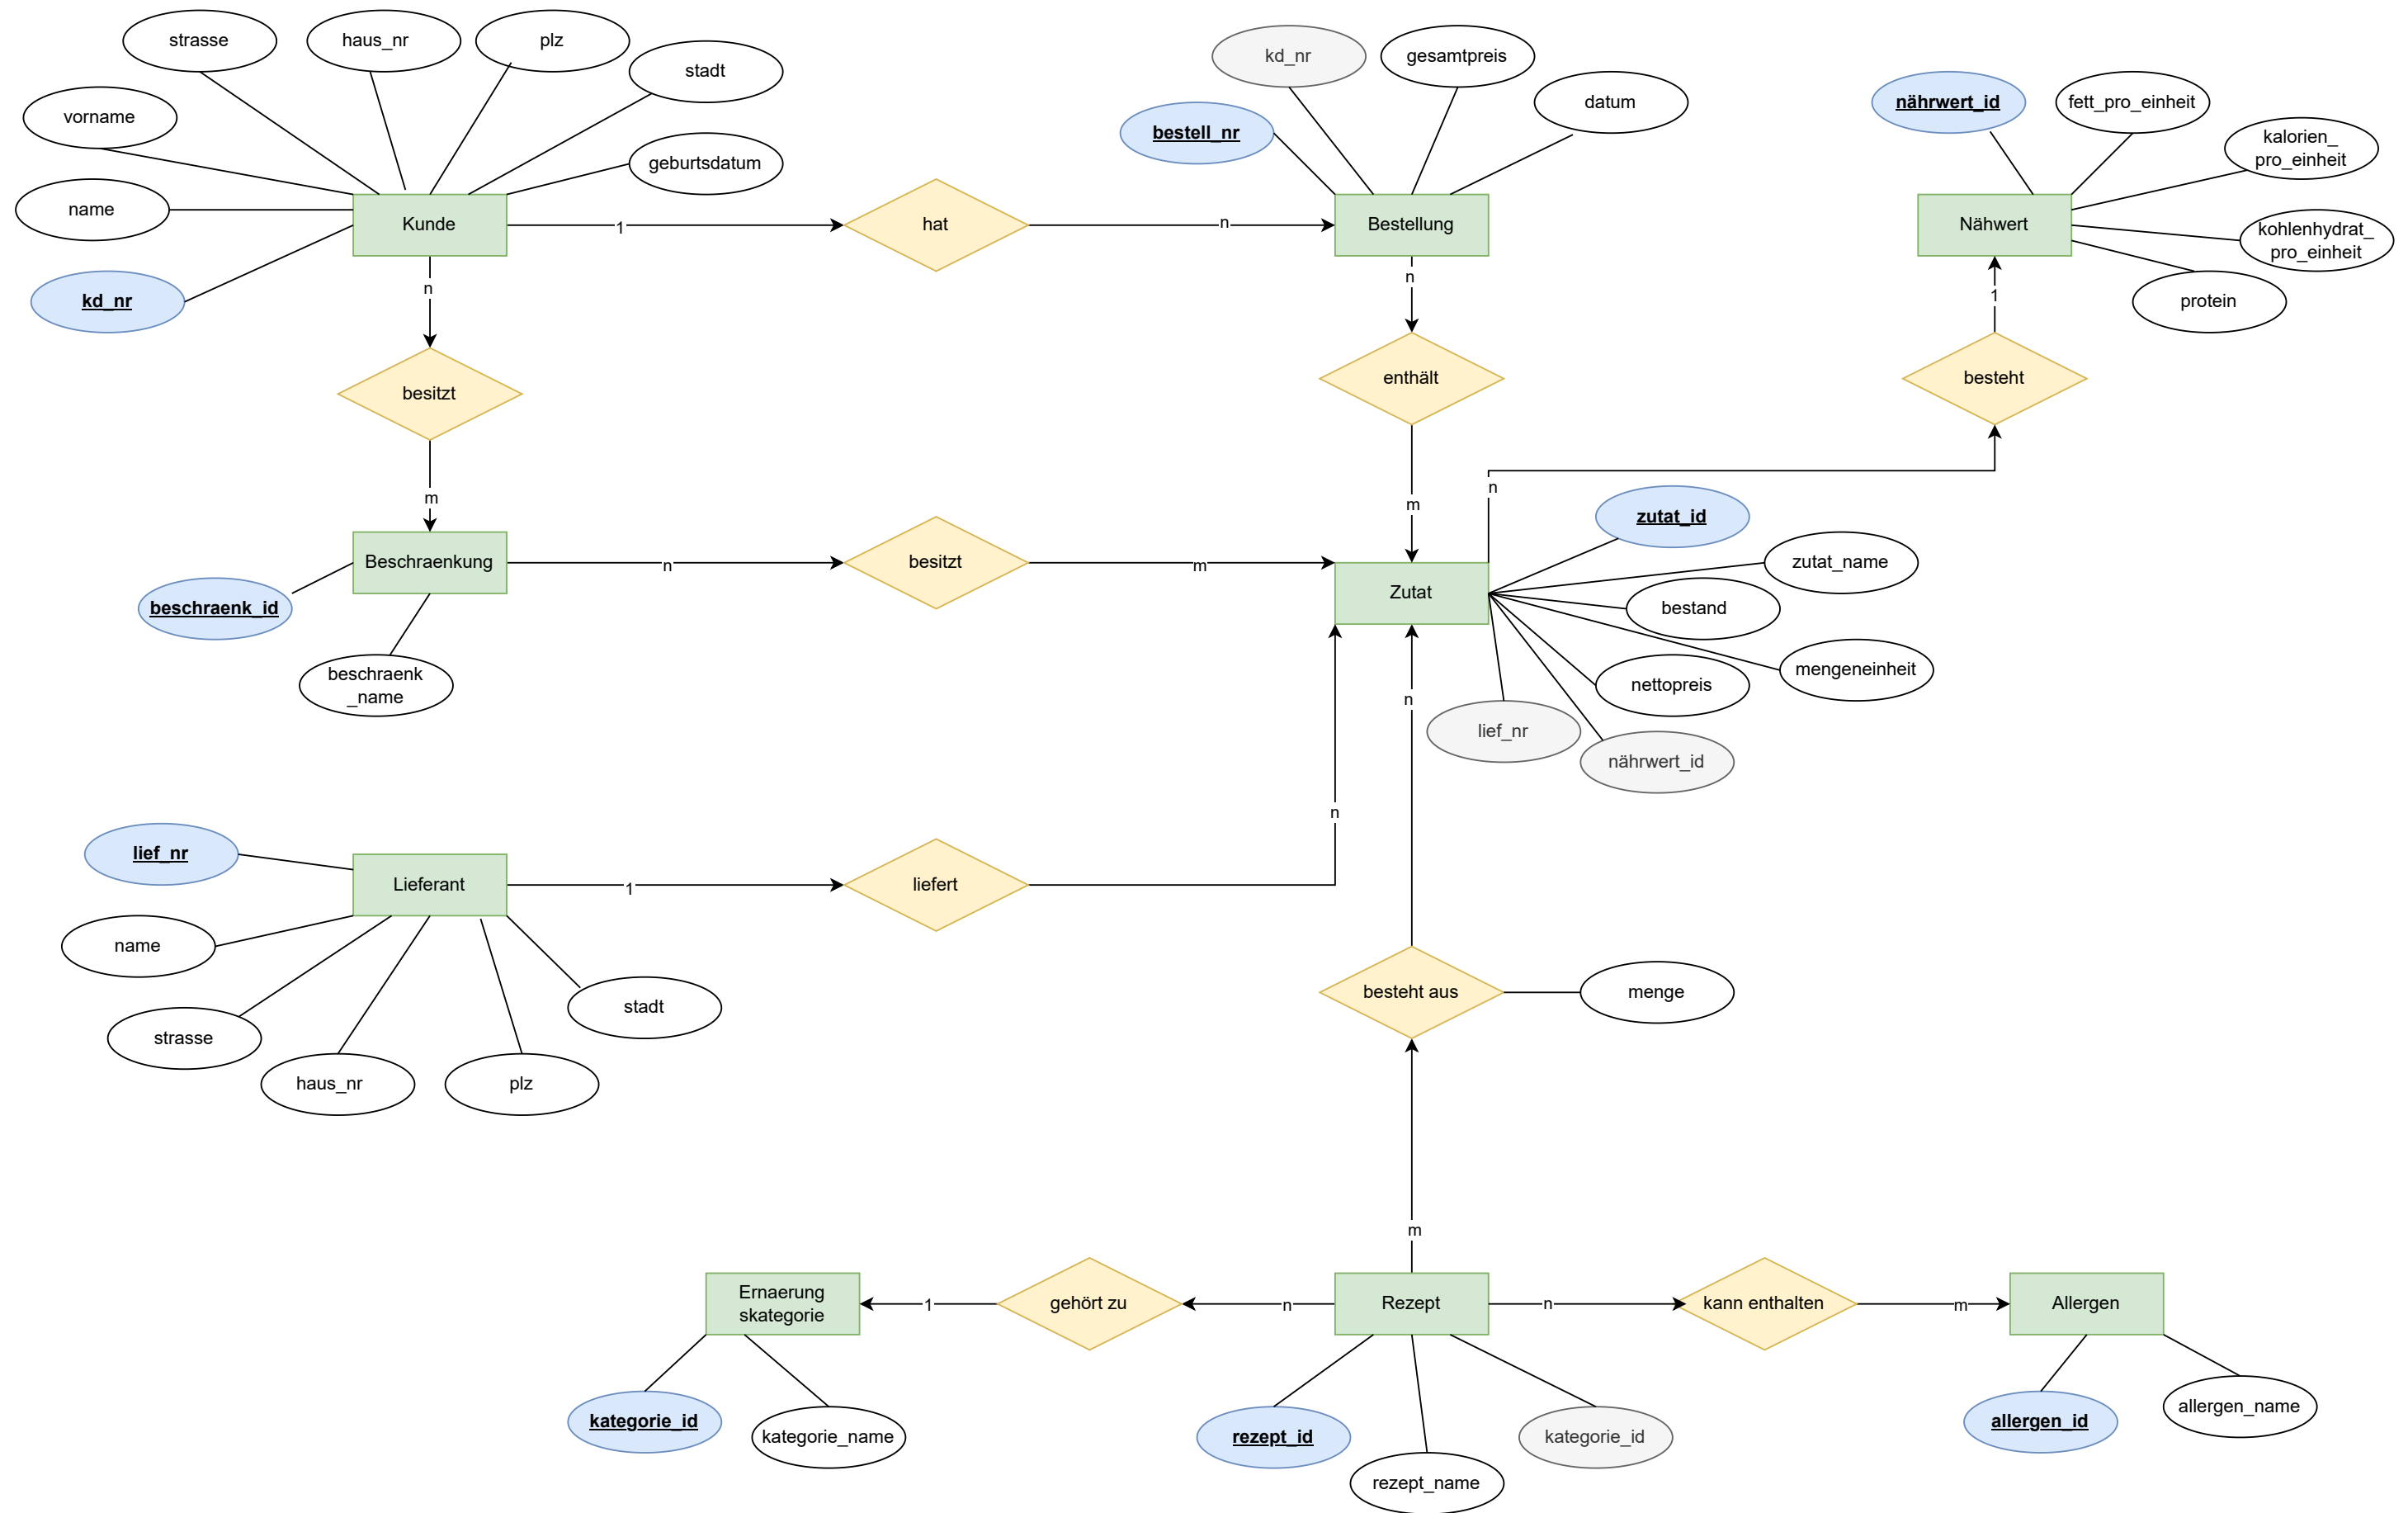 strasse
haus_nr
plz
stadt
vorname
geburtsdatum
name
Kunde
kd_nr
1
hat
n
kd_nr
gesamtpreis
datum
bestell_nr
Bestellung
nährwert_id
fett_pro_einheit
kalorien_
pro_einheit
kohlenhydrat_
pro_einheit
protein
Nähwert
1
besteht
n
n
besitzt
m
n
enthält
m
Beschraenkung
beschraenk_id
beschraenk
_name
n
besitzt
m
Zutat
zutat_id
zutat_name
bestand
mengeneinheit
nettopreis
lief_nr
nährwert_id
lief_nr
Lieferant
name
strasse
haus_nr
plz
stadt
1
liefert
n
n
besteht aus
menge
m
Ernaerung
skategorie
1
gehört zu
n
Rezept
n
kann enthalten
m
Allergen
kategorie_id
kategorie_name
rezept_id
rezept_name
kategorie_id
allergen_id
allergen_name